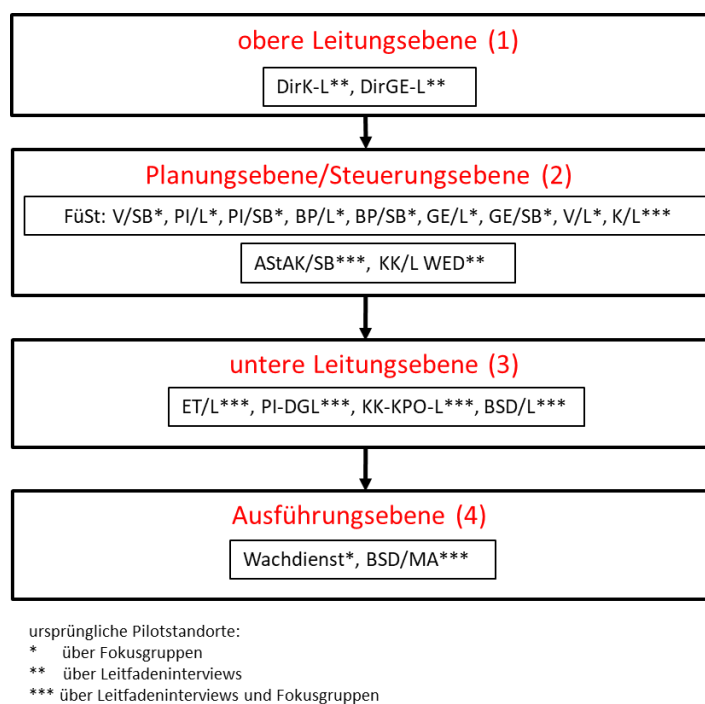 obere Leitungsebene (1)
DirK-L**, DirGE-L**
Planungsebene/Steuerungsebene (2)
FüSt: V/SB*, PI/L*, PI/SB*, BP/L*, BP/SB*, GE/L*, GE/SB*, V/L*, K/L***
AStAK/SB***, KK/L WED**
untere Leitungsebene (3)
ET/L***, PI-DGL***, KK-KPO-L***, BSD/L***
Ausführungsebene (4)
Wachdienst*, BSD/MA***
ursprüngliche Pilotstandorte:
* über Fokusgruppen
** über Leitfadeninterviews
*** über Leitfadeninterviews und Fokusgruppen